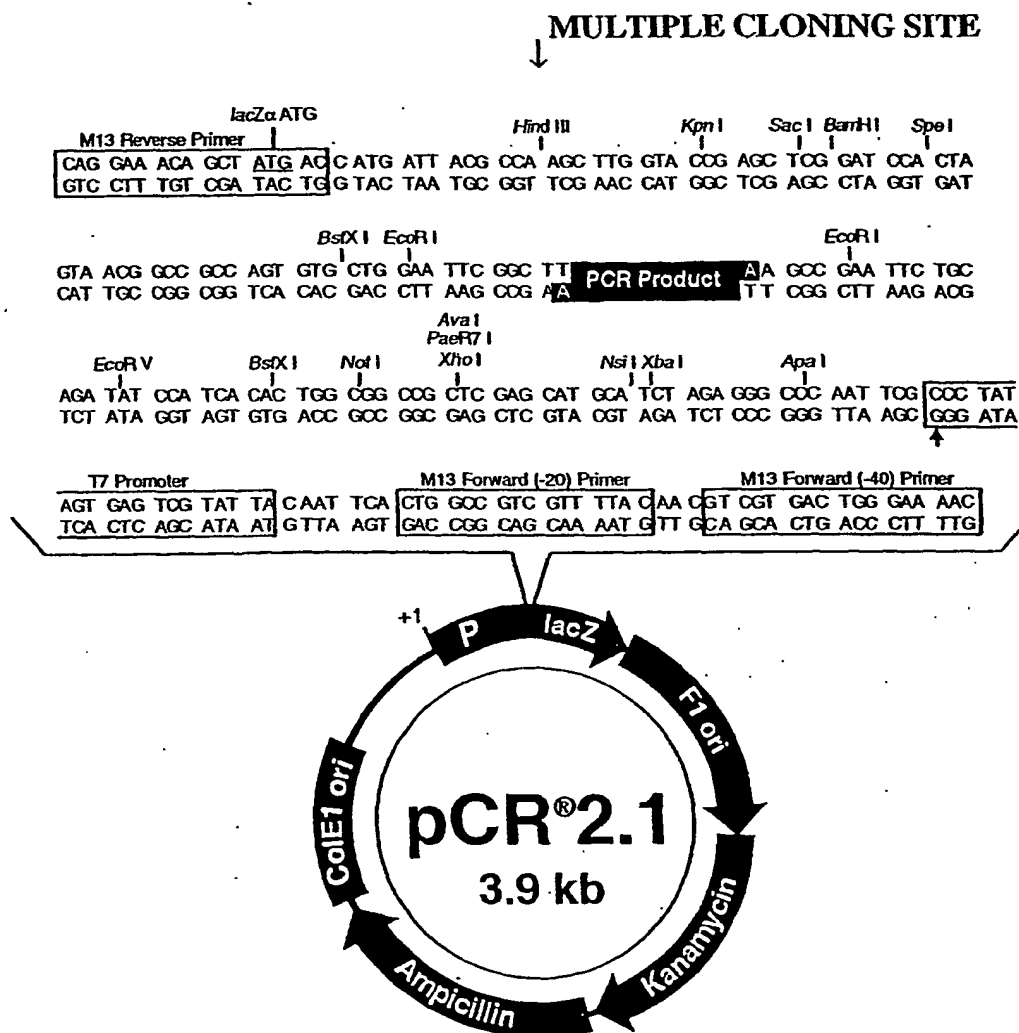 MULTIPLE CLONING SITE
lacZα ATG
M13 Reverse Primer Hind III Kpn I Sac I BamH I Spe I
CAG GAA ACA GCT ATG AC C ATG ATT ACG CCA AGC TTG GTA CCG AGC TCG GAT CCA CTA
GTC CTT TGT CGA TAC TG G TAC TAA TGC GGT TCG AAC CAT GGC TCG AGC CTA GGT GAT
BstX I EcoR I EcoR I
GTA ACG GCC GCC AGT GTG CTG GAA TTC GGC TT PCR Product A A GCC GAA TTC TGC
CAT TGC CGG CGG TCA CAC GAC CTT AAG CCG A A T T CGG CTT AAG ACG
Ava I
PaeR7 I
EcoR V BstX I Not I Xho I Nsi I Xba I Apa I
AGA TAT CCA TCA CAC TGG CGG CCG CTC GAG CAT GCA TCT AGA GGG CCC AAT TCG CCC TAT
TCT ATA GGT AGT GTG ACC GCC GGC GAG CTC GTA CGT AGA TCT CCC GGG TTA AGC GGG ATA
T7 Promoter M13 Forward (-20) Primer M13 Forward (-40) Primer
AGT GAG TCG TAT TA C AAT TCA CTG GCC GTC GTT TTA C AA C GT CGT GAC TGG GAA AAC
TCA CTC AGC ATA AT G TTA AGT GAC CGG CAG CAA AAT G TT G CA GCA CTG ACC CTT TTG
+1
P
lacZ
F1 ori
Kanamycin
Ampicillin
ColE1 ori
pCR®2.1
3.9 kb